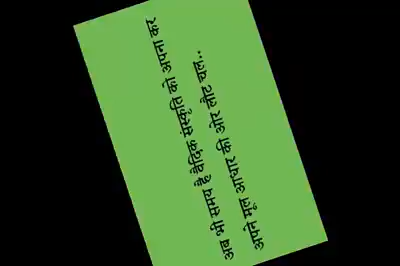 अब भी समय है वैदिक संस्कृति को अपना कर
अपने मूल आधार की ओर लौट चल..